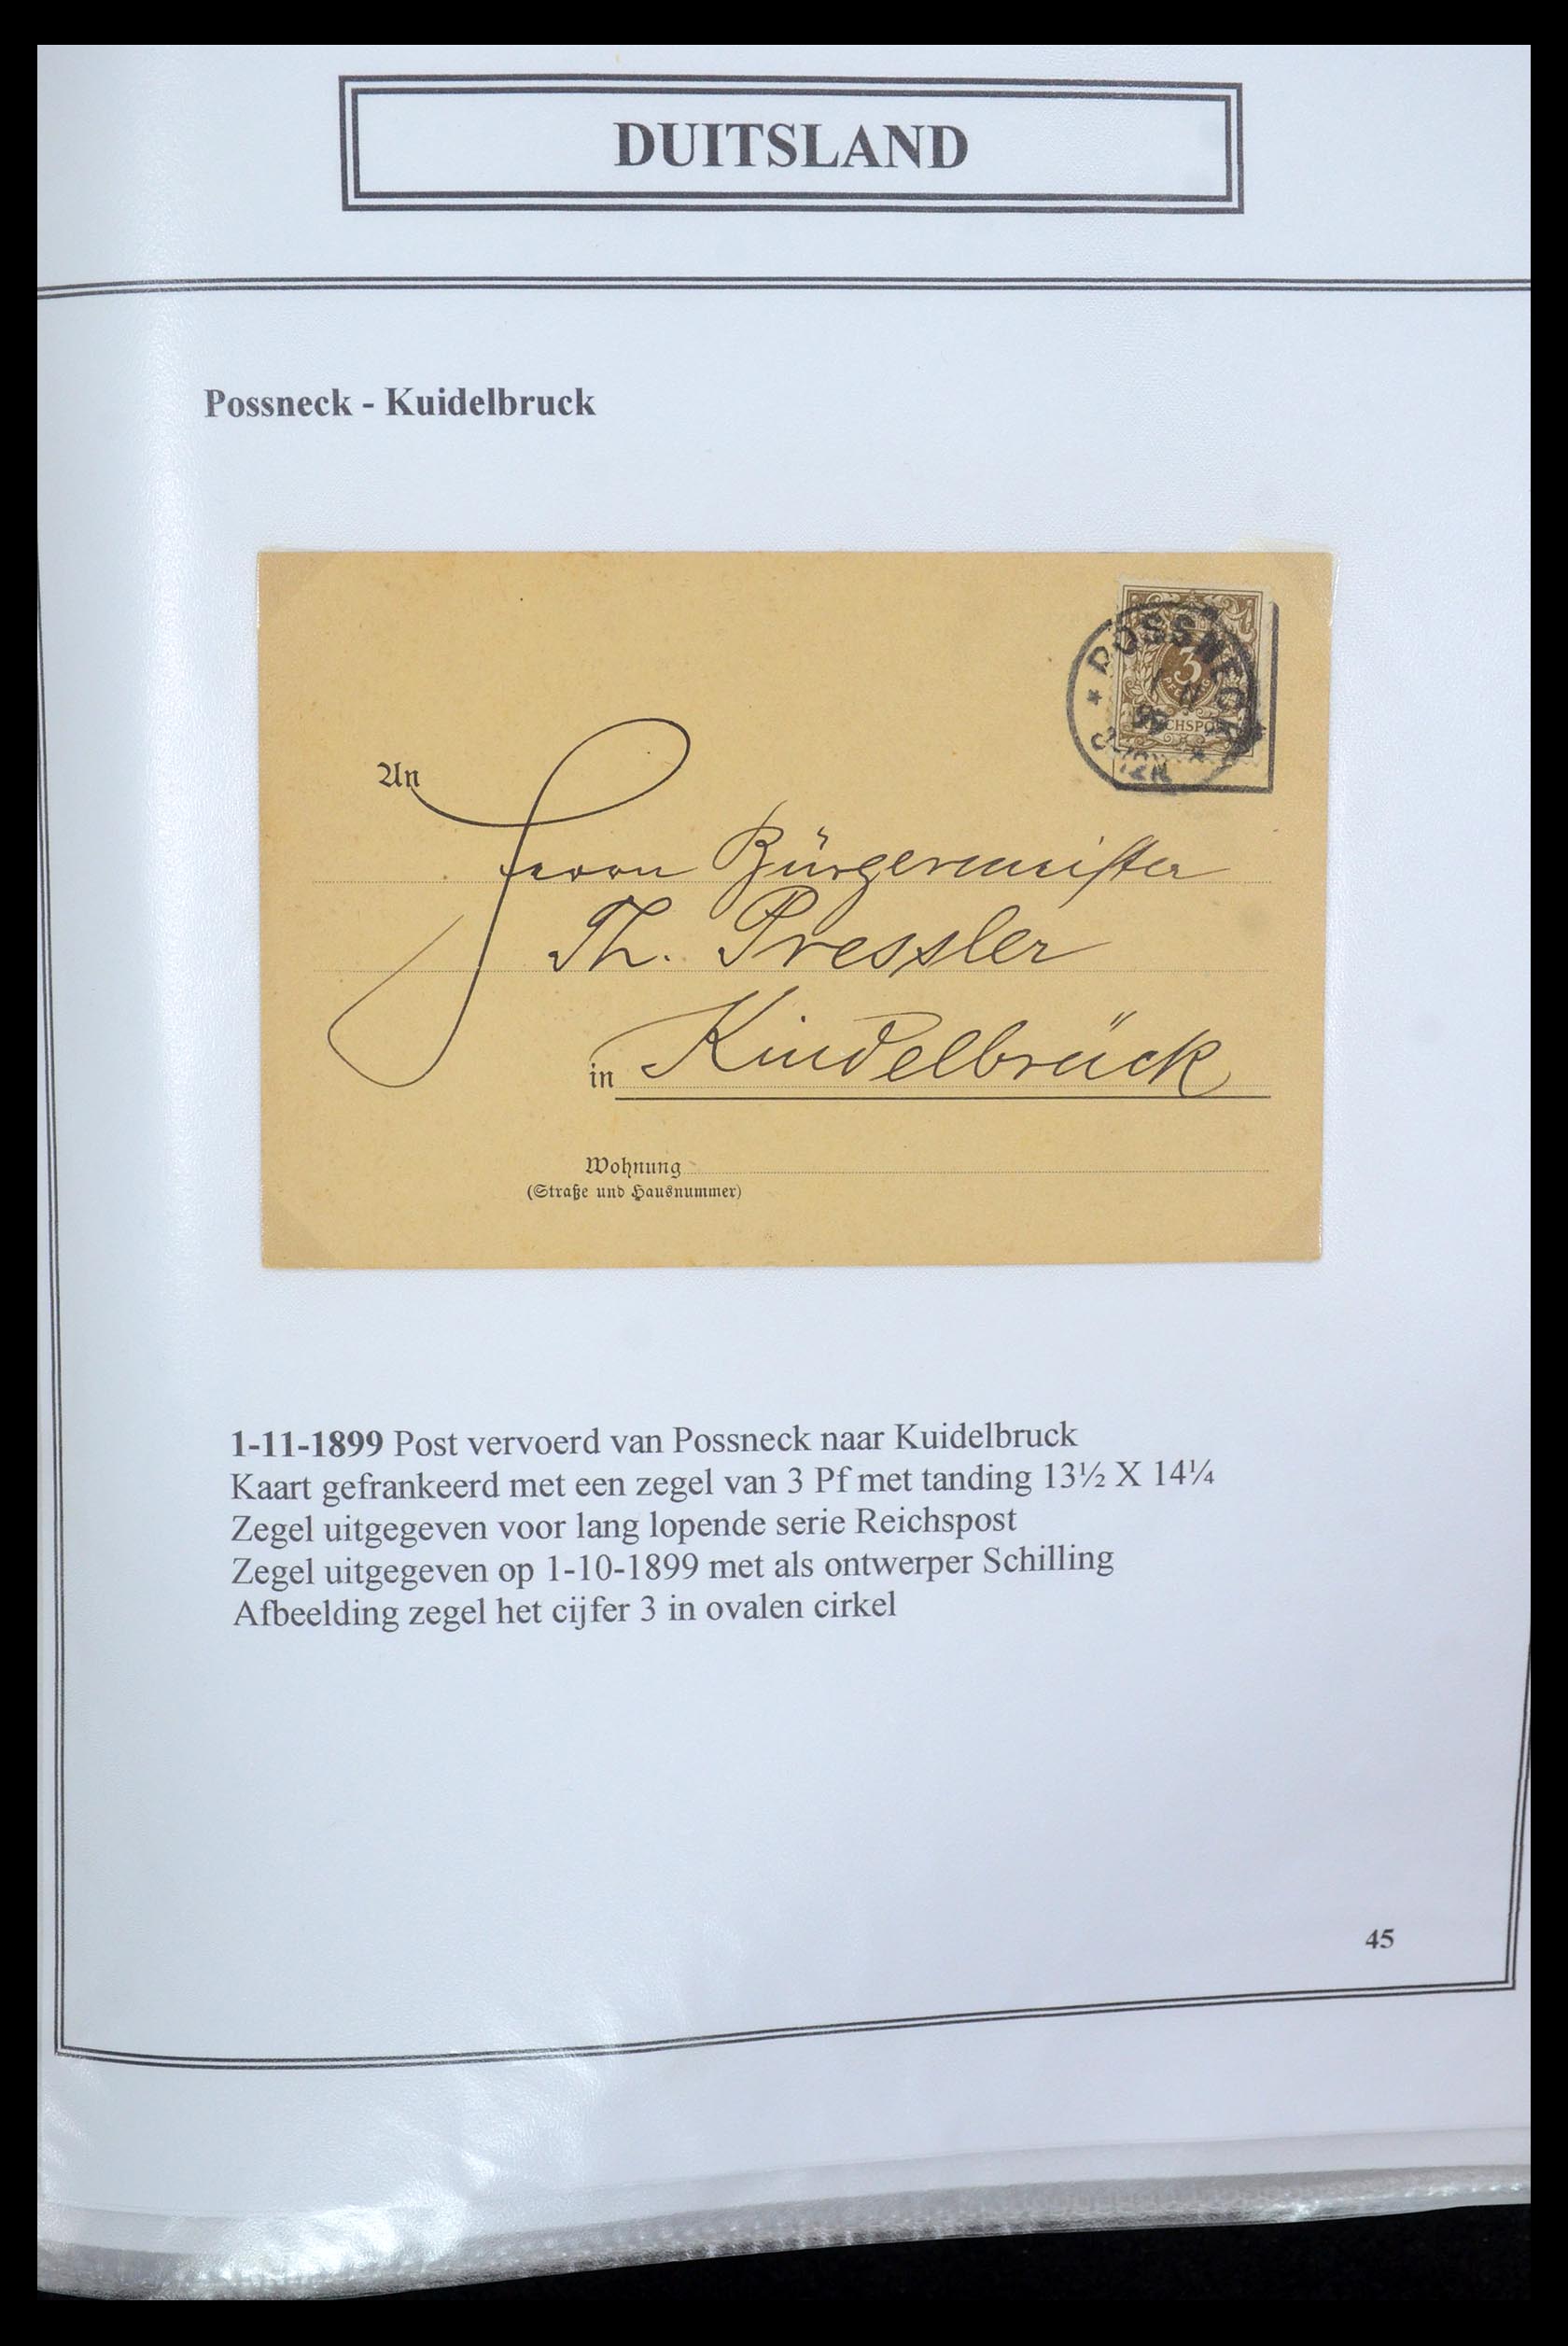 DUITSLAND
Possneck - Kuidelbruck
POSSNECK
3
PFENNIG
REICHSPOST
An
Herrn Bürgermeister
Th. Pressler
in Kindelbrück
Wohnung
(Straße und Hausnummer)
1-11-1899 Post vervoerd van Possneck naar Kuidelbruck
Kaart gefrankeerd met een zegel van 3 Pf met tanding 13½ X 14¼
Zegel uitgegeven voor lang lopende serie Reichspost
Zegel uitgegeven op 1-10-1899 met als ontwerper Schilling
Afbeelding zegel het cijfer 3 in ovalen cirkel
45